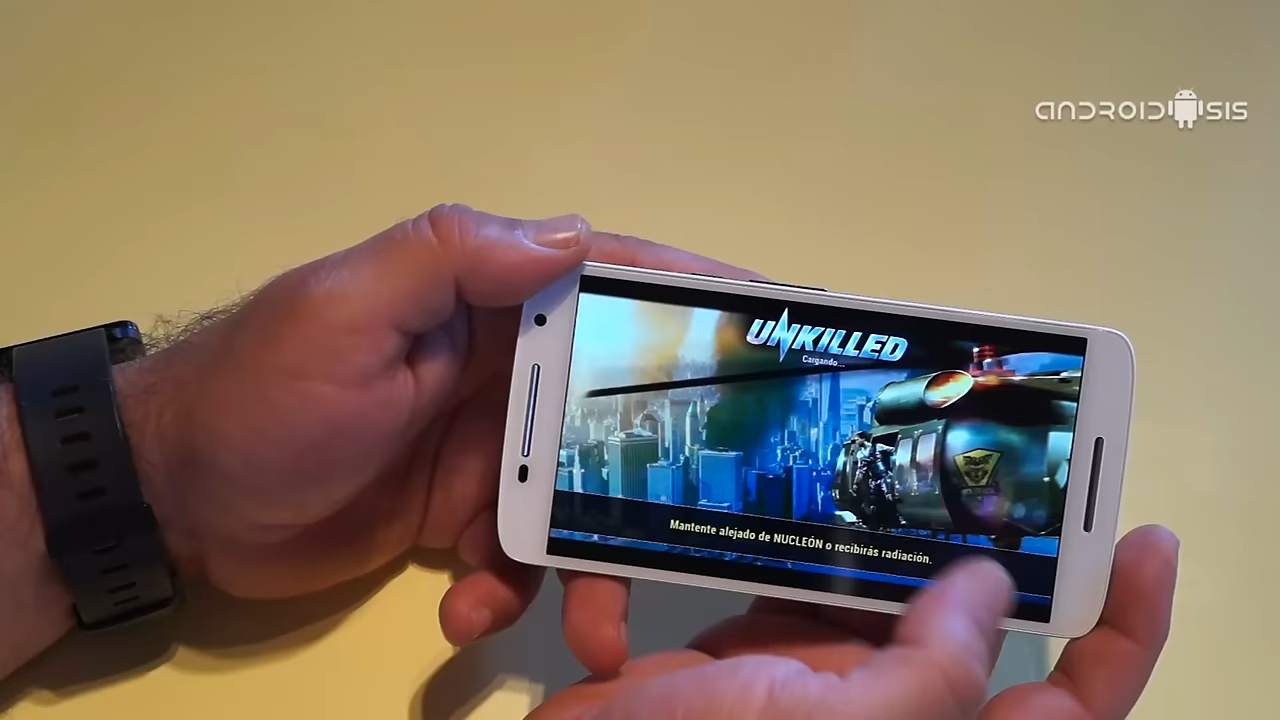 ANDROIDSIS
UNKILLED
Cargando...
Mantente alejado de NUCLEÓN o recibirás radiación.